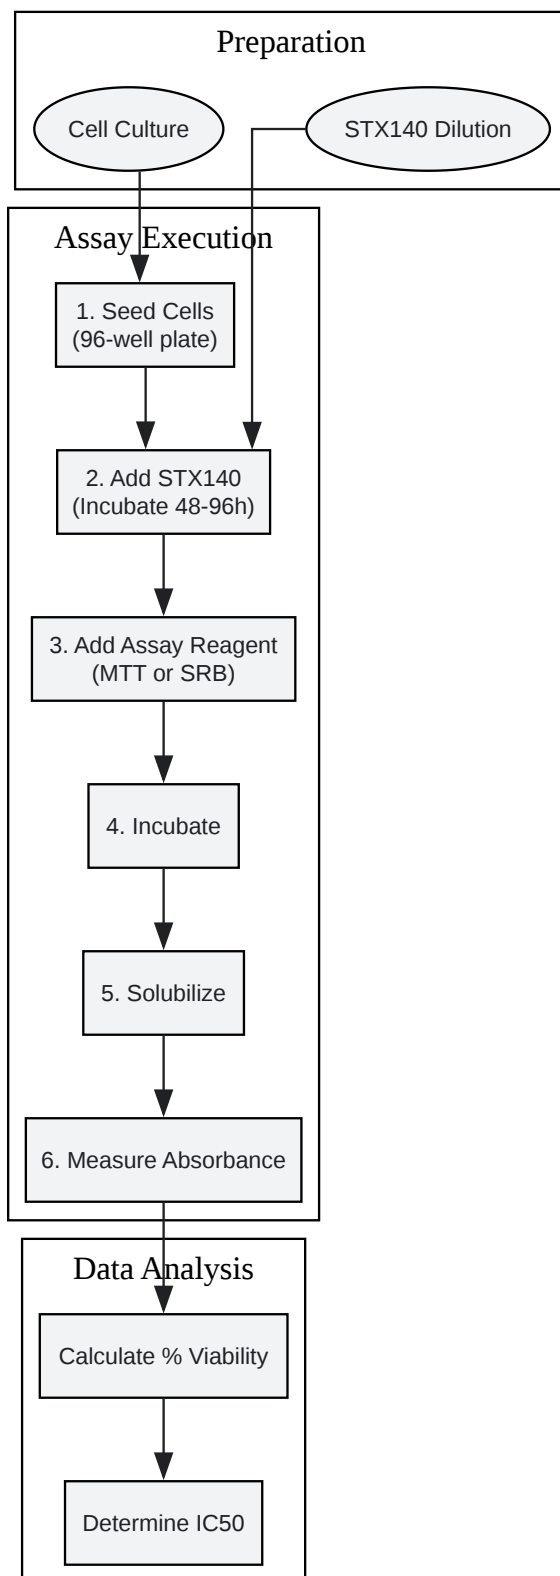 Preparation
Cell Culture
STX140 Dilution
Assay Execution
1. Seed Cells
(96-well plate)
2. Add STX140
(Incubate 48-96h)
3. Add Assay Reagent
(MTT or SRB)
4. Incubate
5. Solubilize
6. Measure Absorbance
Data Analysis
Calculate % Viability
Determine IC50